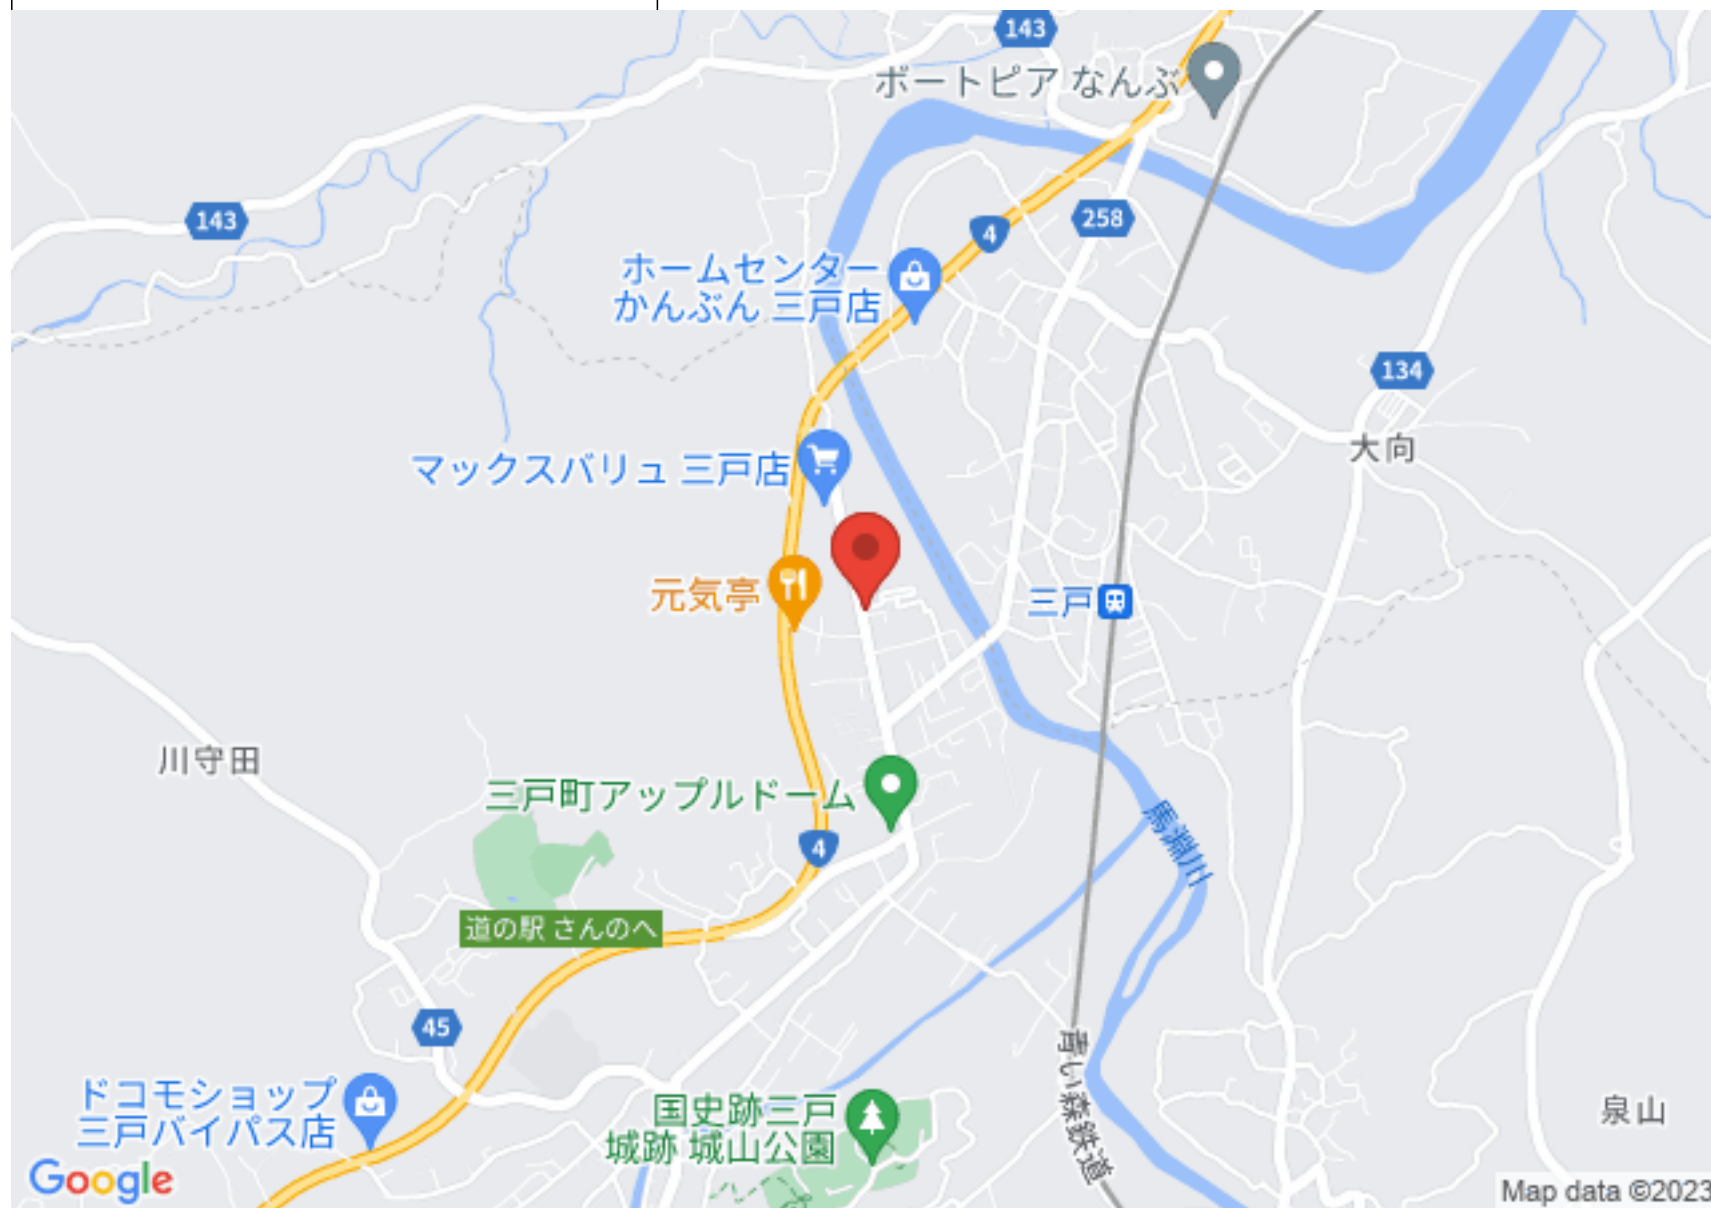 143
ボートピア なんぶ
143
258
4
ホームセンター
かんぶん 三戸店
134
大向
マックスバリュ 三戸店
元気亭
三戸
川守田
三戸町アップルドーム
馬淵川
4
道の駅 さんのへ
45
青い森鉄道
ドコモショップ
三戸バイパス店
国史跡三戸
城跡 城山公園
泉山
Google
Map data ©2023